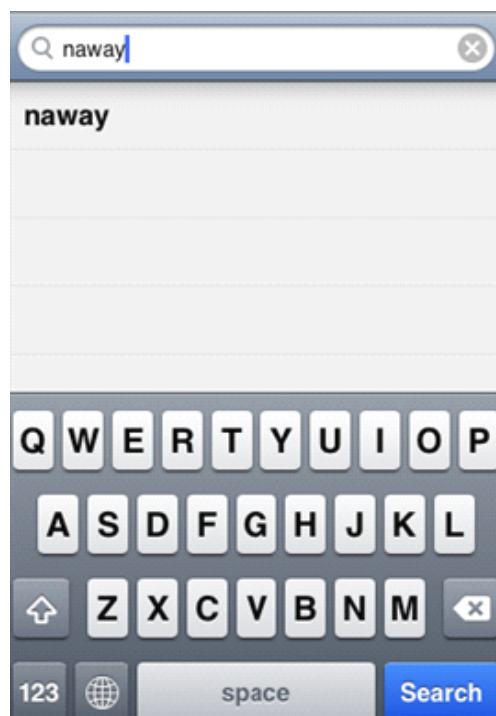 naway
naway
Q W E R T Y U I O P
A S D F G H J K L
Z X C V B N M
123 space Search